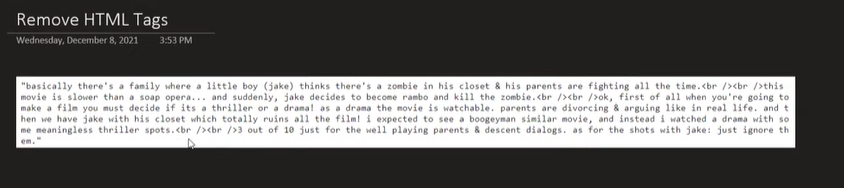 Remove HTML Tags
Wednesday, December 8, 2021 3:53 PM
"basically there's a family where a little boy (jake) thinks there's a zombie in his closet & his parents are fighting all the time.<br /><br />this
movie is slower than a soap opera... and suddenly, jake decides to become rambo and kill the zombie.<br /><br />ok, first of all when you're going to
make a film you must decide if its a thriller or a drama! as a drama the movie is watchable. parents are divorcing & arguing like in real life. and t
hen we have jake with his closet which totally ruins all the film! i expected to see a boogeyman similar movie, and instead i watched a drama with so
me meaningless thriller spots.<br /><br />3 out of 10 just for the well playing parents & descent dialogs. as for the shots with jake: just ignore th
em."